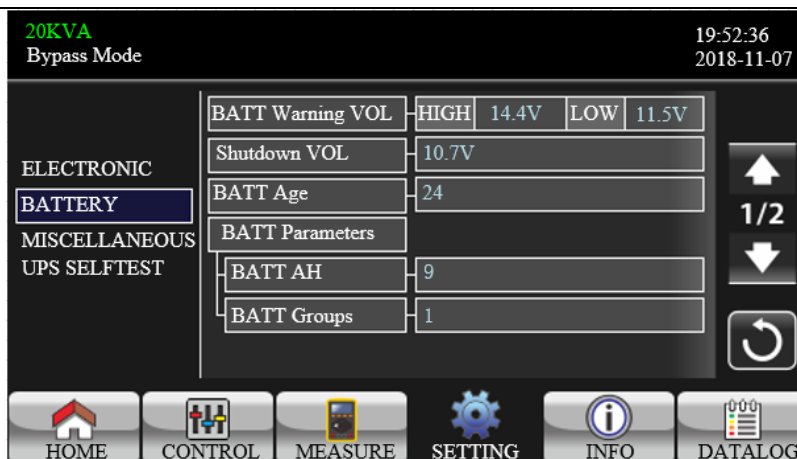 20KVA
Bypass Mode
19:52:36
2018-11-07
ELECTRONIC
BATTERY
MISCELLANEOUS
UPS SELFTEST
BATT Warning VOL HIGH 14.4V LOW 11.5V
Shutdown VOL 10.7V
BATT Age 24
BATT Parameters
BATT AH 9
BATT Groups 1
1/2
HOME CONTROL MEASURE SETTING INFO DATALOG